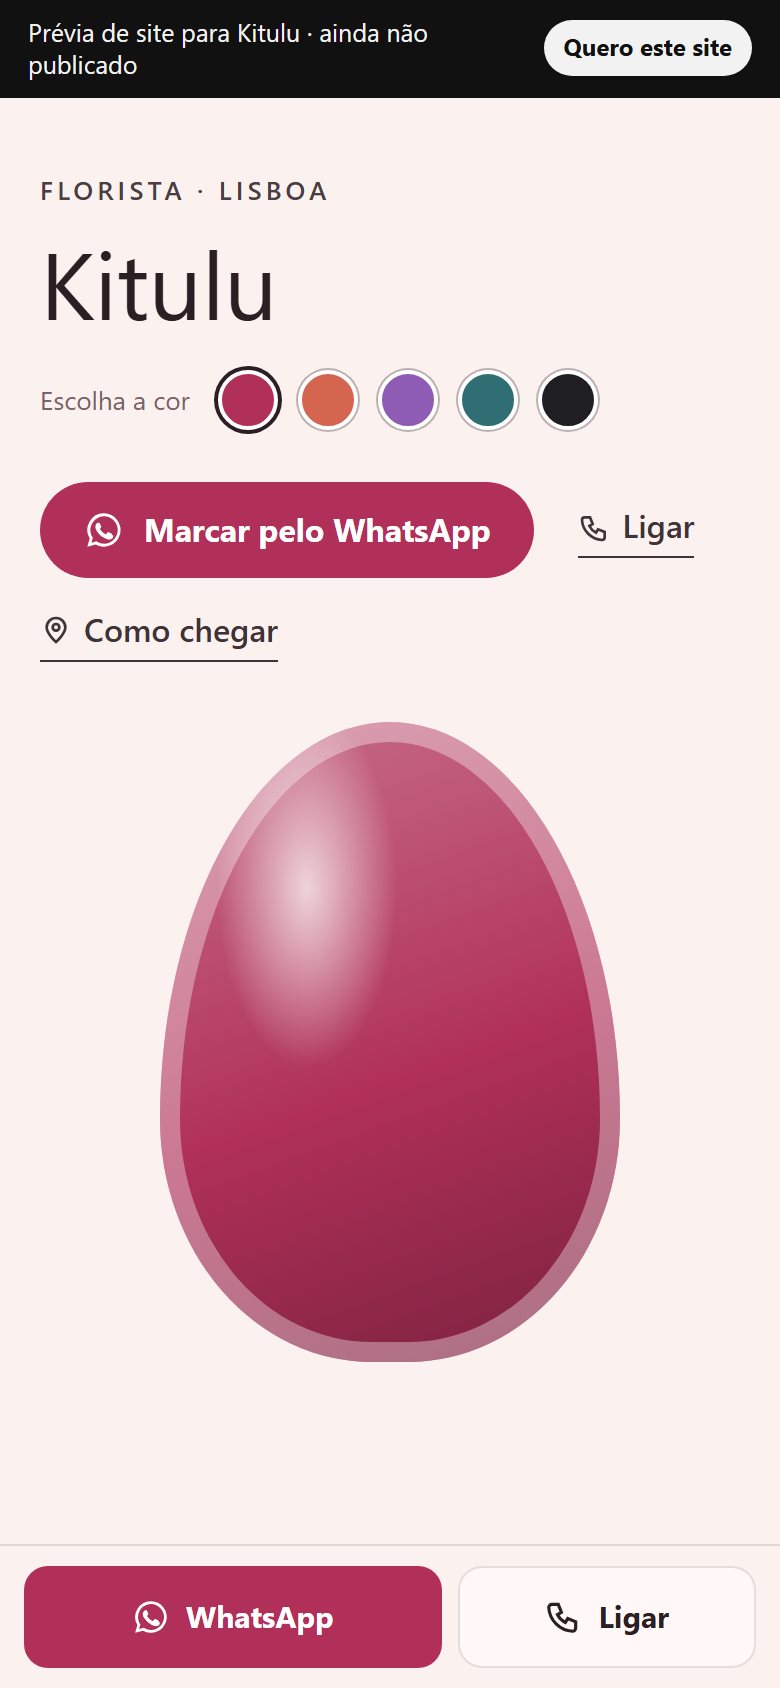 Prévia de site para Kitulu · ainda não
publicado
Quero este site
FLORISTA · LISBOA
Kitulu
Escolha a cor
Marcar pelo WhatsApp
Ligar
Como chegar
WhatsApp
Ligar